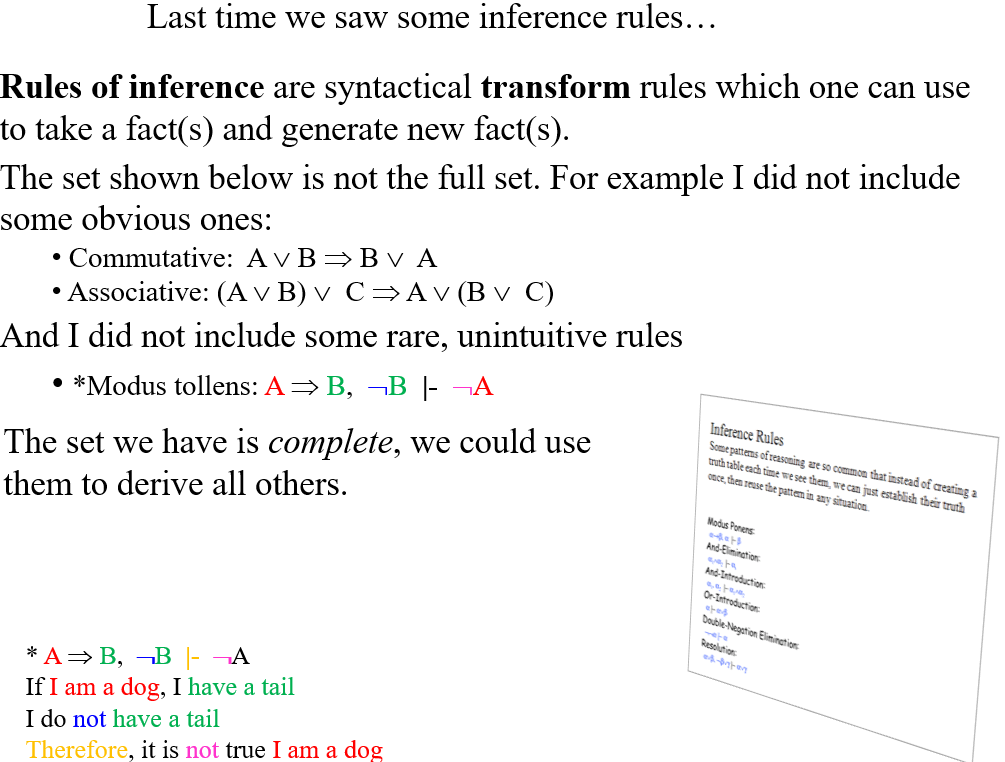 Last time we saw some inference rules…
Rules of inference are syntactical transform rules which one can use
to take a fact(s) and generate new fact(s).
The set shown below is not the full set. For example I did not include
some obvious ones:
• Commutative: A ∨ B ⇒ B ∨ A
• Associative: (A ∨ B) ∨ C ⇒ A ∨ (B ∨ C)
And I did not include some rare, unintuitive rules
• *Modus tollens: A ⇒ B, ¬B |- ¬A
The set we have is complete, we could use
them to derive all others.
Inference Rules
Some patterns of reasoning are so common that instead of creating a
truth table each time we see them, we can just establish their truth
once, then reuse the pattern in any situation.
Modus Ponens:
And-Elimination:
And-Introduction:
Or-Introduction:
Double-Negation Elimination:
Resolution:
* A ⇒ B, ¬B |- ¬A
If I am a dog, I have a tail
I do not have a tail
Therefore, it is not true I am a dog